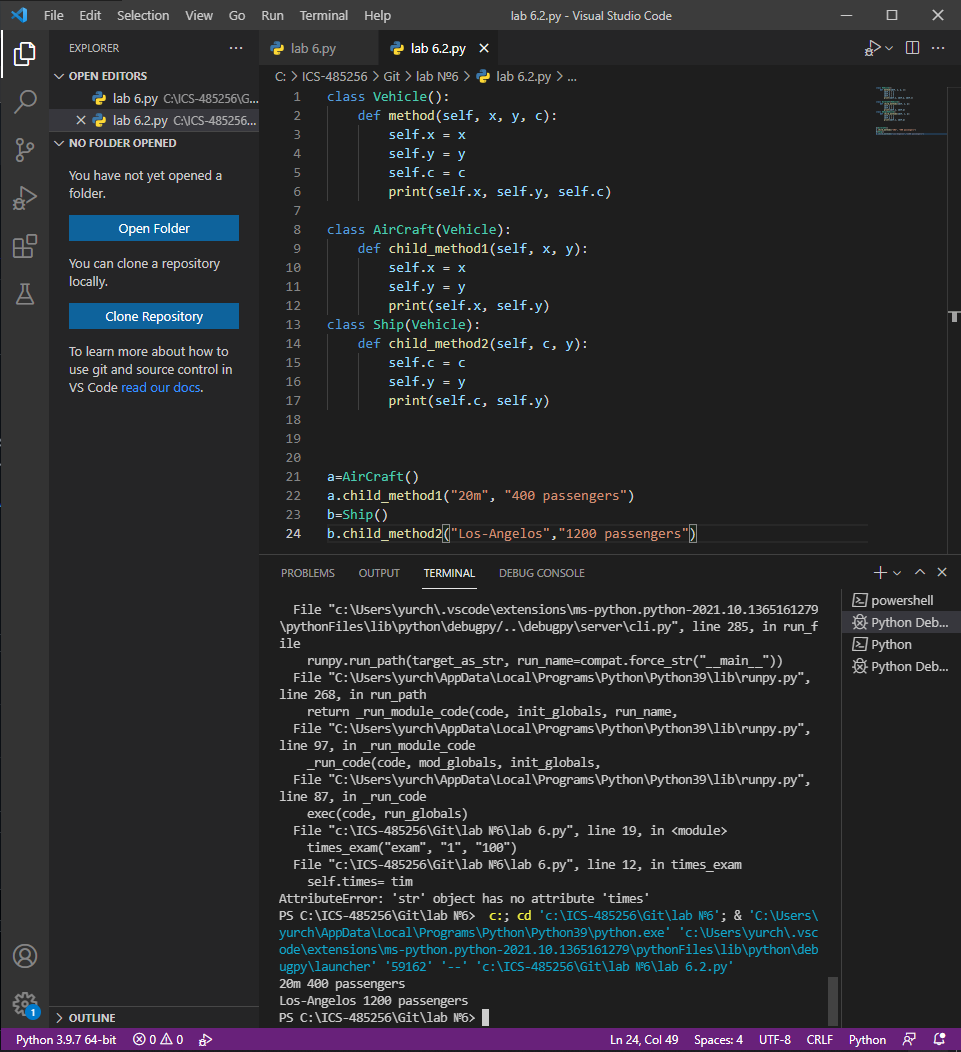 File Edit Selection View Go Run Terminal Help lab 6.2.py - Visual Studio Code
EXPLORER
lab 6.py lab 6.2.py
OPEN EDITORS
lab 6.py C:\ICS-485256\G...
lab 6.2.py C:\ICS-485256...
NO FOLDER OPENED
You have not yet opened a
folder.
Open Folder
You can clone a repository
locally.
Clone Repository
To learn more about how to
use git and source control in
VS Code read our docs.
OUTLINE
C: > ICS-485256 > Git > lab №6 > lab 6.2.py > ...
1 class Vehicle():
2 def method(self, x, y, c):
3 self.x = x
4 self.y = y
5 self.c = c
6 print(self.x, self.y, self.c)
7
8 class AirCraft(Vehicle):
9 def child_method1(self, x, y):
10 self.x = x
11 self.y = y
12 print(self.x, self.y)
13 class Ship(Vehicle):
14 def child_method2(self, c, y):
15 self.c = c
16 self.y = y
17 print(self.c, self.y)
18
19
20
21 a=AirCraft()
22 a.child_method1("20m", "400 passengers")
23 b=Ship()
24 b.child_method2("Los-Angelos","1200 passengers")
PROBLEMS OUTPUT TERMINAL DEBUG CONSOLE
File "c:\Users\yurch\.vscode\extensions\ms-python.python-2021.10.1365161279
\pythonFiles\lib\python\debugpy/..\debugpy\server\cli.py", line 285, in run_f
ile
runpy.run_path(target_as_str, run_name=compat.force_str("__main__"))
File "C:\Users\yurch\AppData\Local\Programs\Python\Python39\lib\runpy.py",
line 268, in run_path
return _run_module_code(code, init_globals, run_name,
File "C:\Users\yurch\AppData\Local\Programs\Python\Python39\lib\runpy.py",
line 97, in _run_module_code
_run_code(code, mod_globals, init_globals,
File "C:\Users\yurch\AppData\Local\Programs\Python\Python39\lib\runpy.py",
line 87, in _run_code
exec(code, run_globals)
File "c:\ICS-485256\Git\lab №6\lab 6.py", line 19, in <module>
times_exam("exam", "1", "100")
File "c:\ICS-485256\Git\lab №6\lab 6.py", line 12, in times_exam
self.times= tim
AttributeError: 'str' object has no attribute 'times'
PS C:\ICS-485256\Git\lab №6> c:; cd 'c:\ICS-485256\Git\lab №6'; & 'C:\Users\
yurch\AppData\Local\Programs\Python\Python39\python.exe' 'c:\Users\yurch\.vsc
ode\extensions\ms-python.python-2021.10.1365161279\pythonFiles\lib\python\deb
ugpy\launcher' '59162' '--' 'c:\ICS-485256\Git\lab №6\lab 6.2.py'
20m 400 passengers
Los-Angelos 1200 passengers
PS C:\ICS-485256\Git\lab №6>
powershell
Python Deb...
Python
Python Deb...
1
Python 3.9.7 64-bit 0 0 Ln 24, Col 49 Spaces: 4 UTF-8 CRLF Python